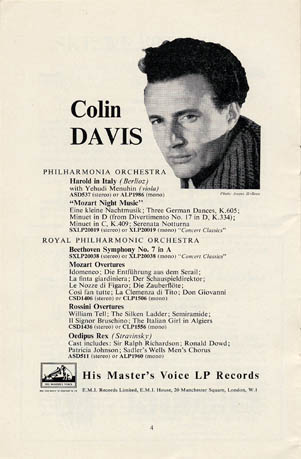 Colin
DAVIS
PHILHARMONIA ORCHESTRA
Harold in Italy (Berlioz)
with Yehudi Menuhin (viola)
ASD537 (stereo) or ALP1986 (mono)
"Mozart Night Music"
Eine kleine Nachtmusik; Three German Dances, K.605;
Minuet in D (from Divertimento No. 17 in D, K.334);
Minuet in C, K.409; Serenata Notturna
SXLP20019 (stereo) or XLP20019 (mono) "Concert Classics"
ROYAL PHILHARMONIC ORCHESTRA
Beethoven Symphony No. 7 in A
SXLP20038 (stereo) or XLP20038 (mono) "Concert Classics"
Mozart Overtures
Idomeneo; Die Entführung aus dem Serail;
La finta giardiniera; Der Schauspieldirektor;
Le Nozze di Figaro; Die Zauberflöte;
Cosi fan tutte; La Clemenza di Tito; Don Giovanni
CSD1406 (stereo) or CLP1506 (mono)
Rossini Overtures
William Tell; The Silken Ladder; Semiramide;
Il Signor Bruschino; The Italian Girl in Algiers
CSD1436 (stereo) or CLP1556 (mono)
Oedipus Rex (Stravinsky)
Cast includes: Sir Ralph Richardson; Ronald Dowd;
Patricia Johnson; Sadler's Wells Men's Chorus
ASD511 (stereo) or ALP1960 (mono)
HIS MASTER'S VOICE
His Master's Voice LP Records
E.M.I. Records Limited, E.M.I. House, 20 Manchester Square, London, W.1
4